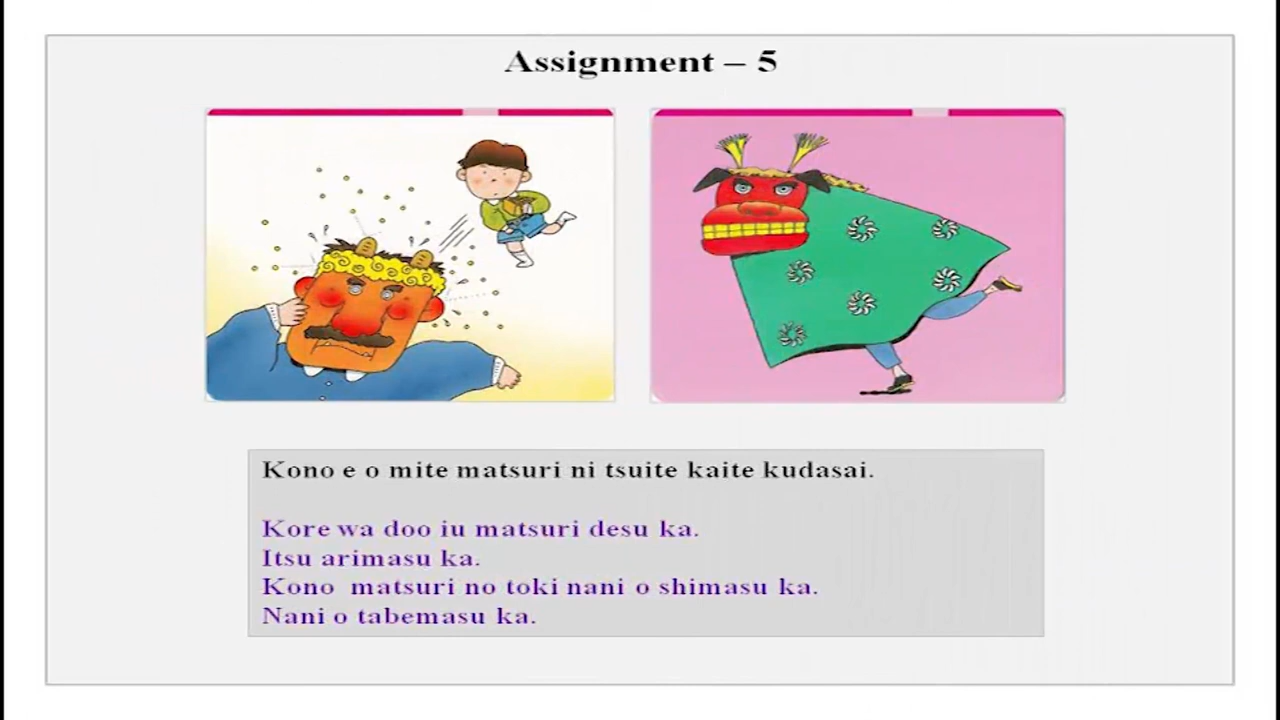 Assignment – 5
Kono e o mite matsuri ni tsuite kaite kudasai.
Kore wa doo iu matsuri desu ka.
Itsu arimasu ka.
Kono matsuri no toki nani o shimasu ka.
Nani o tabemasu ka.